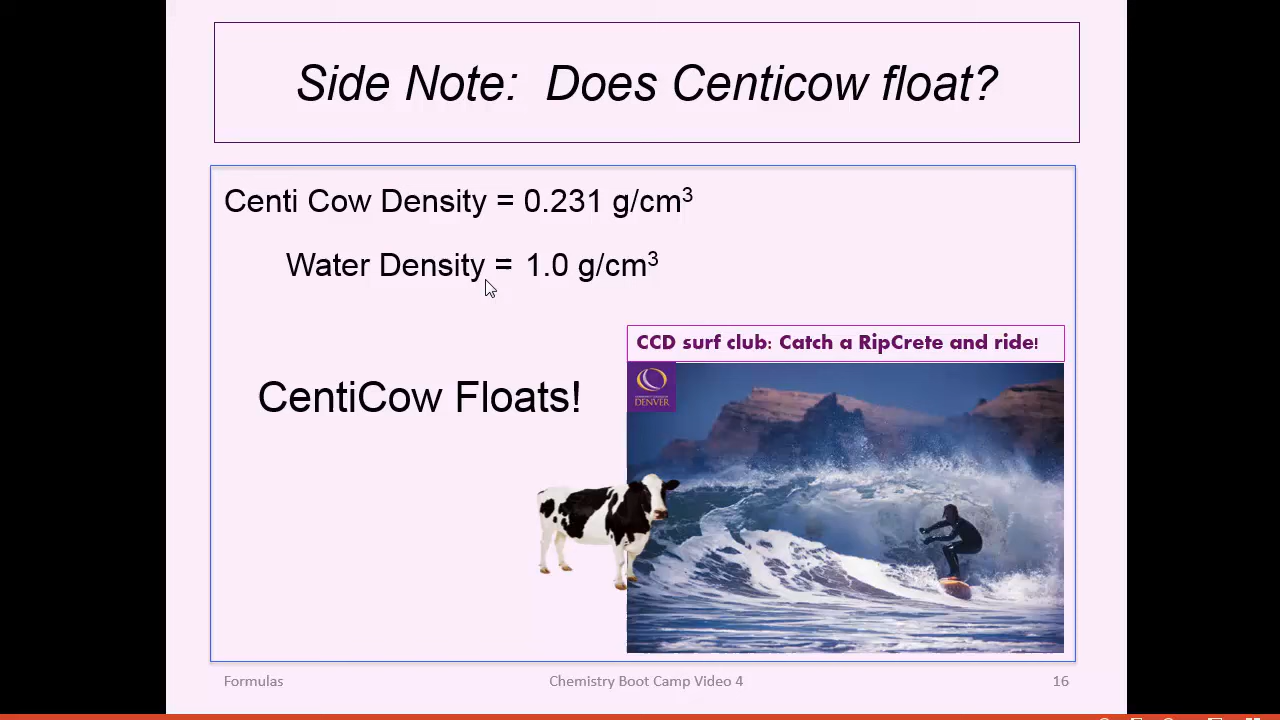 Side Note: Does Centicow float?
Centi Cow Density = 0.231 g/cm³
Water Density = 1.0 g/cm³
CCD surf club: Catch a RipCrete and ride!
CentiCow Floats!
DENVER
Formulas
Chemistry Boot Camp Video 4
16